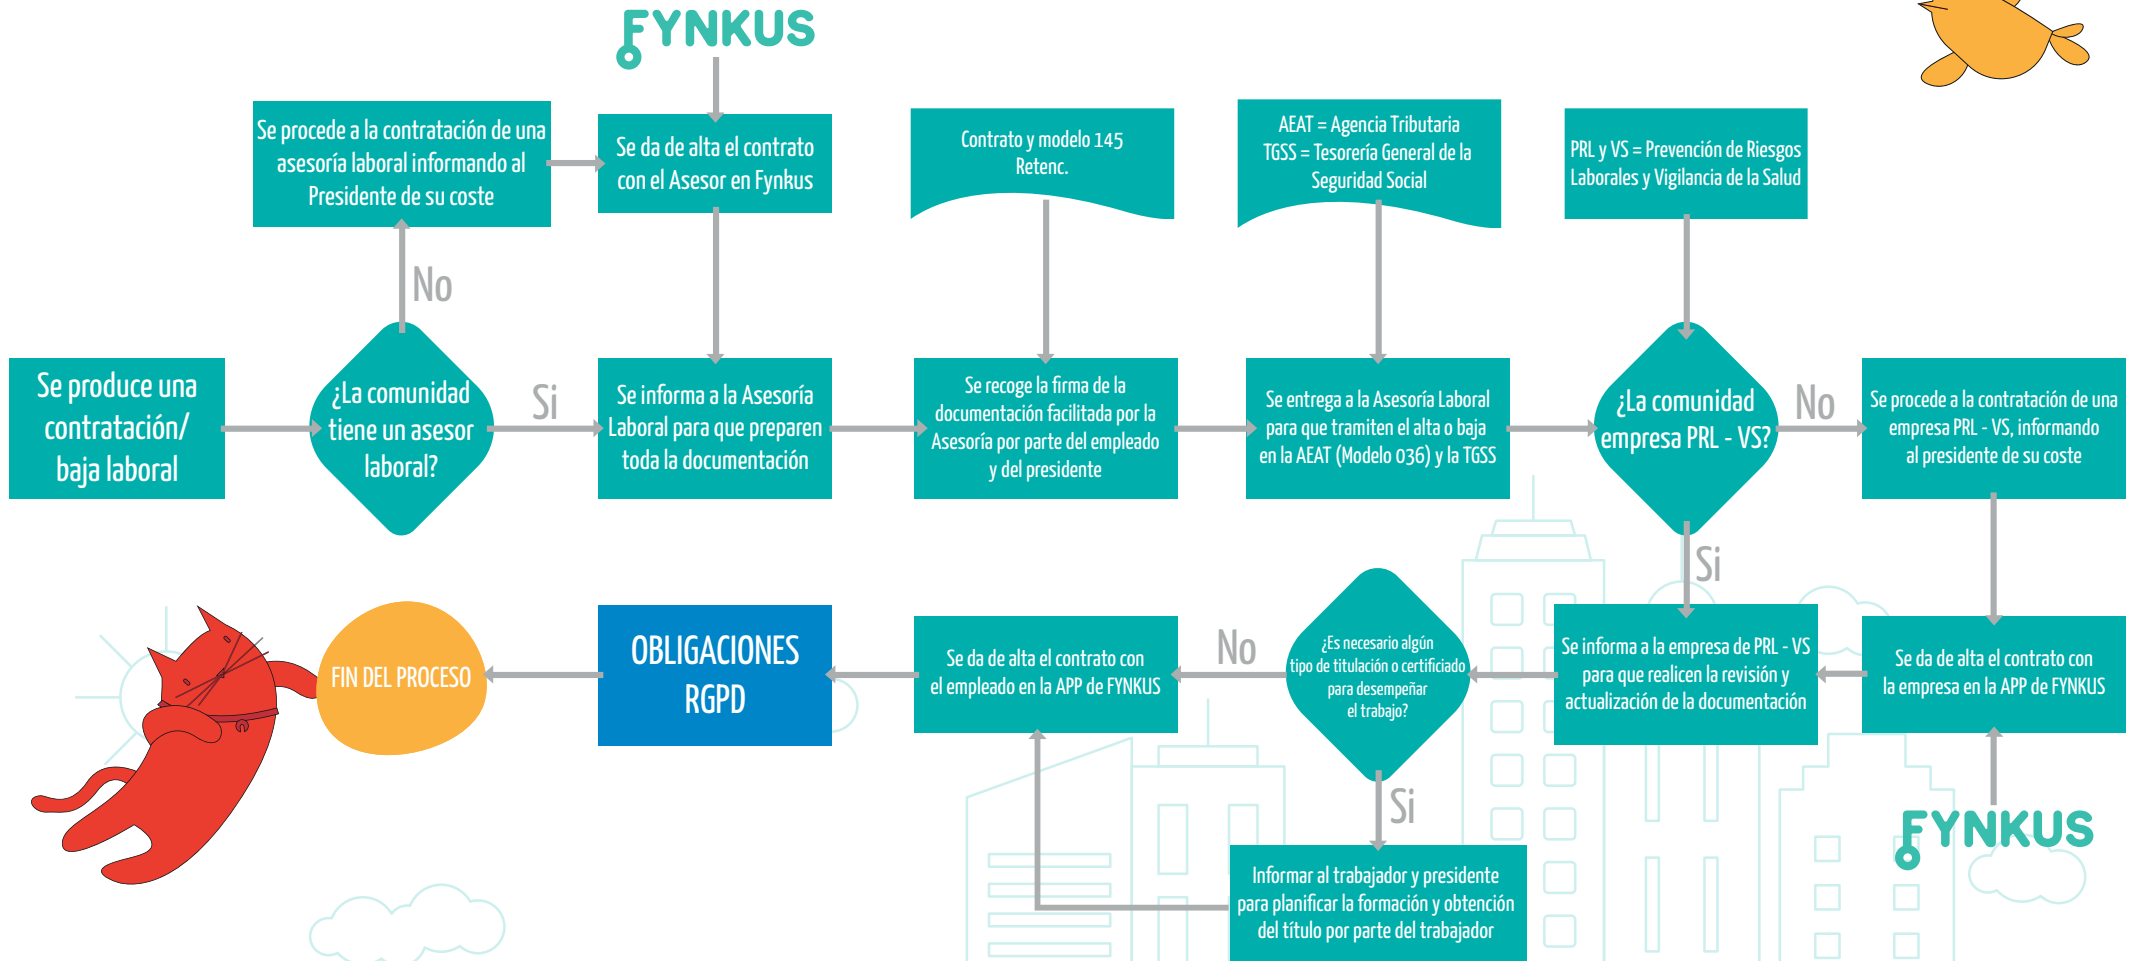 FYNKUS
Se procede a la contratación de una
asesoría laboral informando al
Presidente de su coste
Se da de alta el contrato
con el Asesor en Fynkus
Contrato y modelo 145
Retenc.
AEAT = Agencia Tributaria
TGSS = Tesorería General de la
Seguridad Social
PRL y VS = Prevención de Riesgos
Laborales y Vigilancia de la Salud
No
Se produce una
contratación/
baja laboral
¿La comunidad
tiene un asesor
laboral?
Si
Se informa a la Asesoría
Laboral para que preparen
toda la documentación
Se recoge la firma de la
documentación facilitada por la
Asesoría por parte del empleado
y del presidente
Se entrega a la Asesoría Laboral
para que tramiten el alta o baja
en la AEAT (Modelo 036) y la TGSS
¿La comunidad
empresa PRL - VS?
No
Se procede a la contratación de una
empresa PRL - VS, informando
al presidente de su coste
Si
FIN DEL PROCESO
OBLIGACIONES
RGPD
Se da de alta el contrato con
el empleado en la APP de FYNKUS
No
¿Es necesario algún
tipo de titulación o certificiado
para desempeñar
el trabajo?
Se informa a la empresa de PRL - VS
para que realicen la revisión y
actualización de la documentación
Se da de alta el contrato con
la empresa en la APP de FYNKUS
Si
FYNKUS
Informar al trabajador y presidente
para planificar la formación y obtención
del título por parte del trabajador